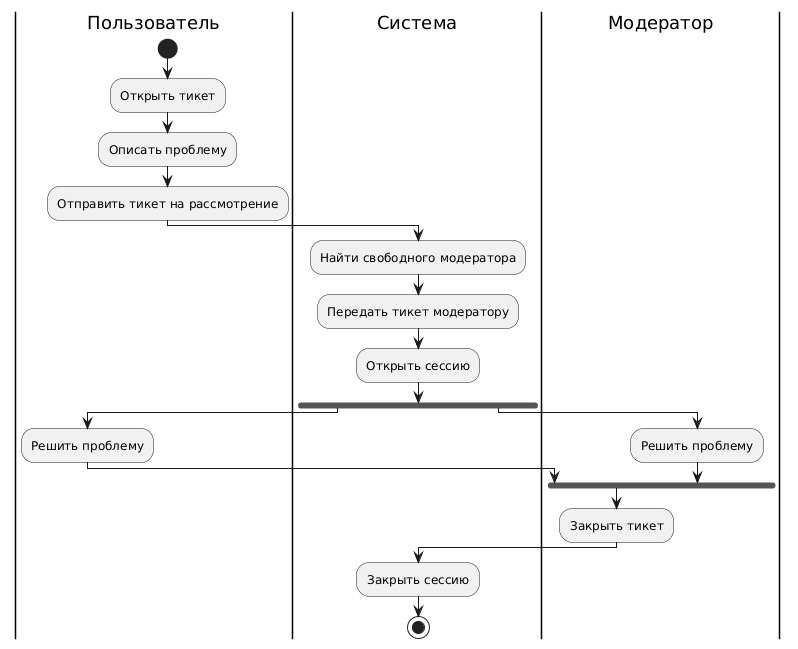 Пользователь
Система
Модератор
Открыть тикет
Описать проблему
Отправить тикет на рассмотрение
Найти свободного модератора
Передать тикет модератору
Открыть сессию
Решить проблему
Решить проблему
Закрыть тикет
Закрыть сессию